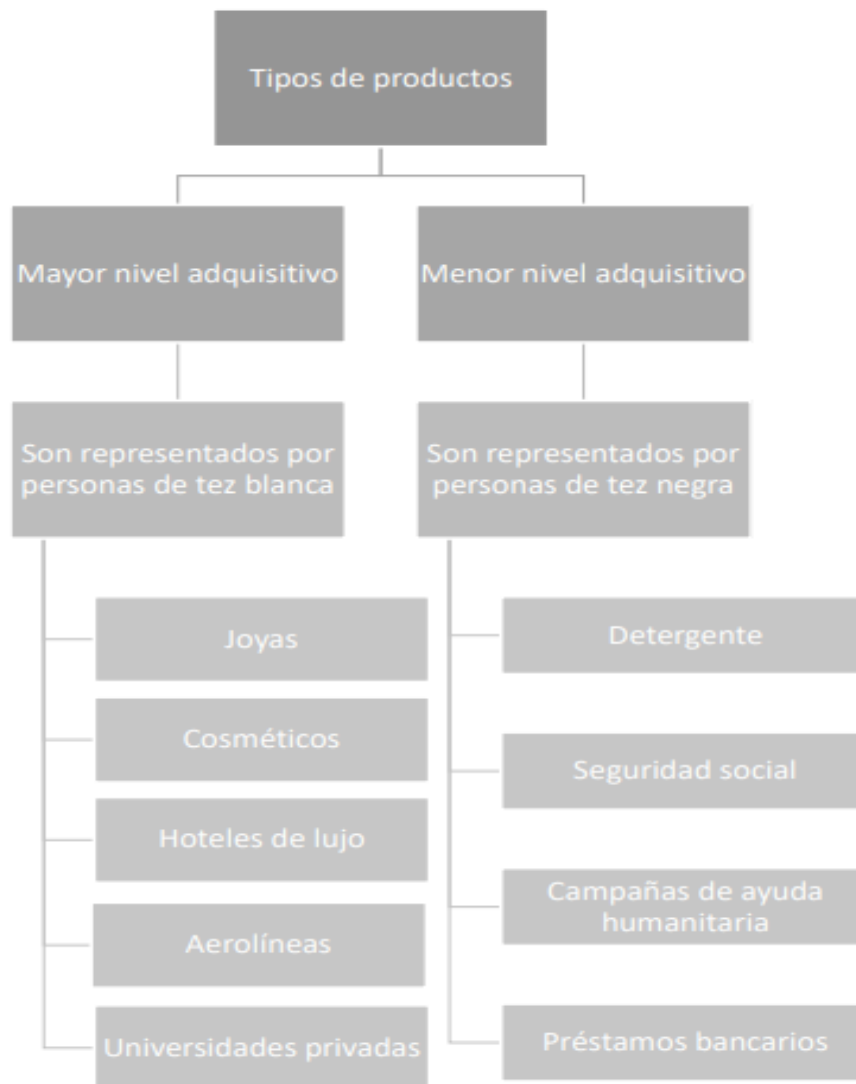 Tipos de productos
Mayor nivel adquisitivo
Menor nivel adquisitivo
Son representados por
personas de tez blanca
Son representados por
personas de tez negra
Joyas
Cosméticos
Hoteles de lujo
Aerolíneas
Universidades privadas
Detergente
Seguridad social
Campañas de ayuda
humanitaria
Préstamos bancarios